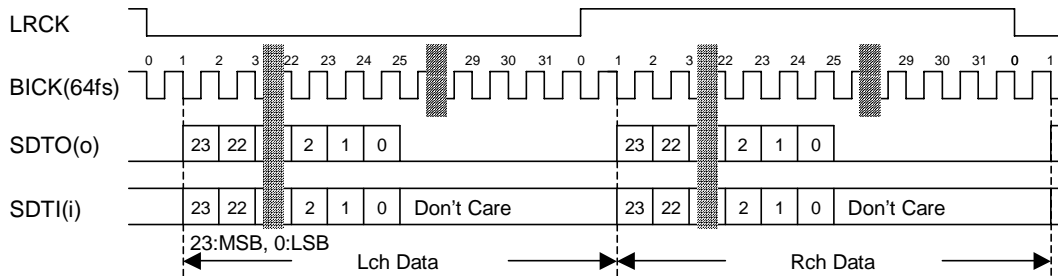 LRCK
0 1 2 3 22 23 24 25 29 30 31 0 1 2 3 22 23 24 25 29 30 31 0 1
BICK(64fs)
SDTO(o) 23 22 2 1 0 23 22 2 1 0
SDTI(i) 23 22 2 1 0 Don't Care 23 22 2 1 0 Don't Care
23:MSB, 0:LSB
Lch Data Rch Data